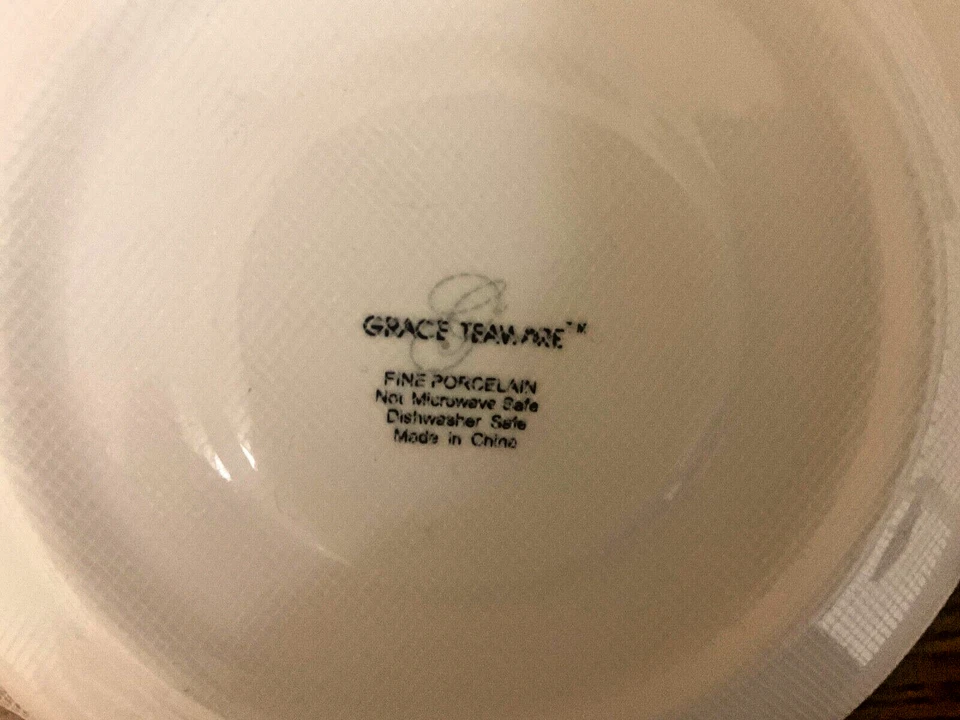 G
GRACE TEAWARE™
FINE PORCELAIN
Not Microwave Safe
Dishwasher Safe
Made in China